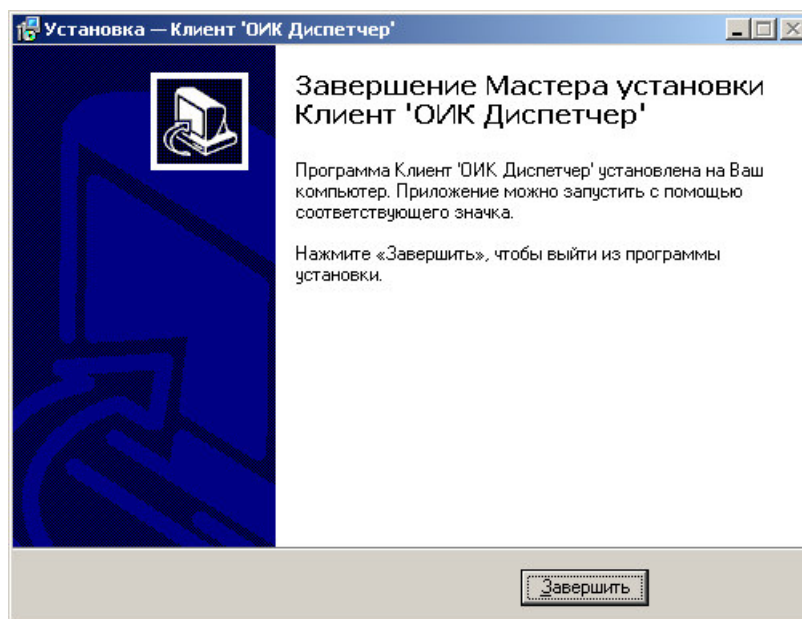 Установка — Клиент 'ОИК Диспетчер'
Завершение Мастера установки
Клиент 'ОИК Диспетчер'
Программа Клиент 'ОИК Диспетчер' установлена на Ваш
компьютер. Приложение можно запустить с помощью
соответствующего значка.
Нажмите «Завершить», чтобы выйти из программы
установки.
Завершить